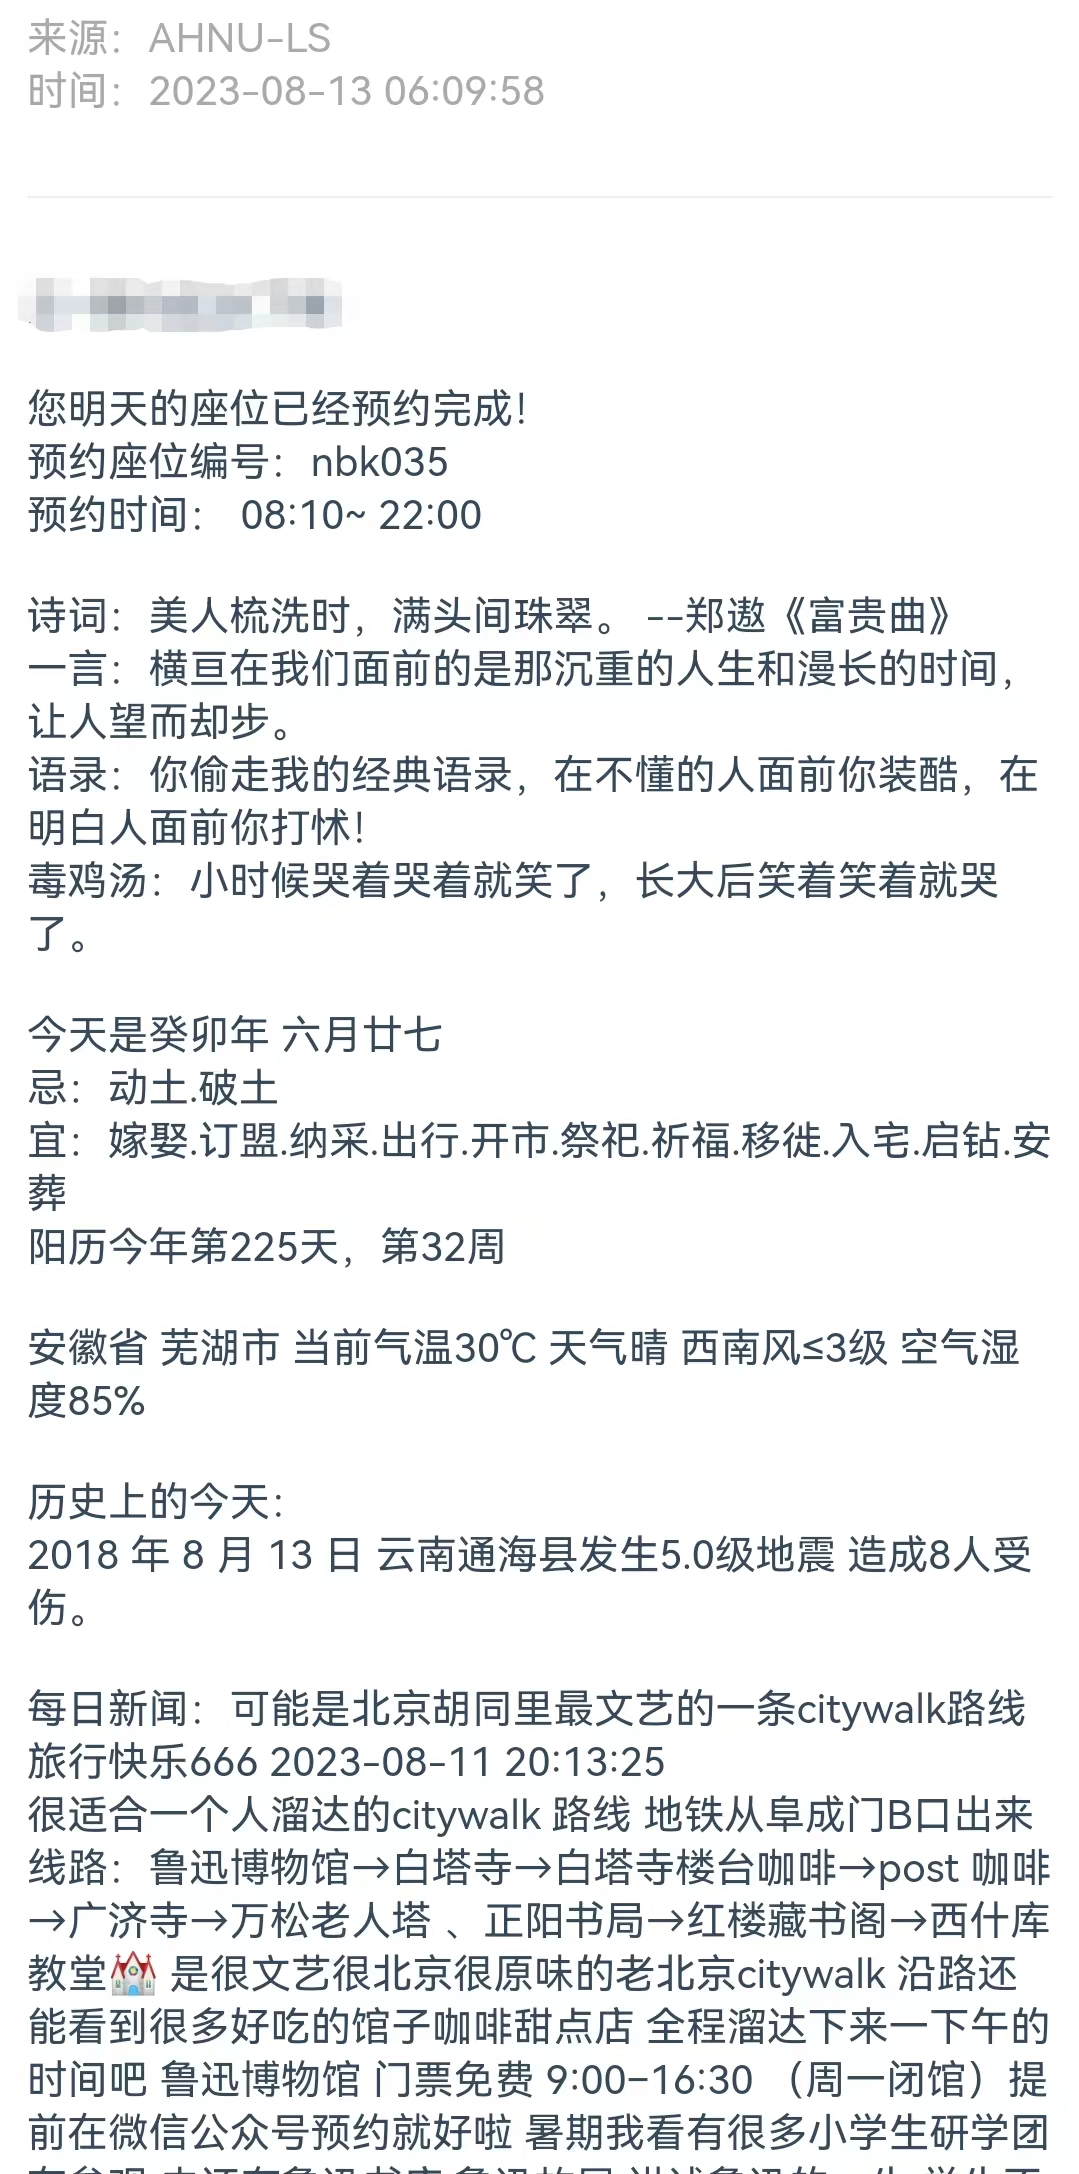 来源：AHNU-LS
时间：2023-08-13 06:09:58
您明天的座位已经预约完成！
预约座位编号：nbk035
预约时间： 08:10~ 22:00
诗词：美人梳洗时，满头间珠翠。 --郑遨《富贵曲》
一言：横亘在我们面前的是那沉重的人生和漫长的时间，
让人望而却步。
语录：你偷走我的经典语录，在不懂的人面前你装酷，在
明白人面前你打怵！
毒鸡汤：小时候哭着哭着就笑了，长大后笑着笑着就哭
了。
今天是癸卯年 六月廿七
忌：动土.破土
宜：嫁娶.订盟.纳采.出行.开市.祭祀.祈福.移徙.入宅.启钻.安
葬
阳历今年第225天，第32周
安徽省 芜湖市 当前气温30℃ 天气晴 西南风≤3级 空气湿
度85%
历史上的今天：
2018 年 8 月 13 日 云南通海县发生5.0级地震 造成8人受
伤。
每日新闻：可能是北京胡同里最文艺的一条citywalk路线
旅行快乐666 2023-08-11 20:13:25
很适合一个人溜达的citywalk 路线 地铁从阜成门B口出来
线路：鲁迅博物馆→白塔寺→白塔寺楼台咖啡→post 咖啡
→广济寺→万松老人塔 、正阳书局→红楼藏书阁→西什库
教堂 是很文艺很北京很原味的老北京citywalk 沿路还
能看到很多好吃的馆子咖啡甜点店 全程溜达下来一下午的
时间吧 鲁迅博物馆 门票免费 9:00-16:30 （周一闭馆）提
前在微信公众号预约就好啦 暑期我看有很多小学生研学团